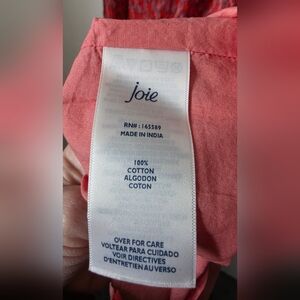 joie
RN#: 165589
MADE IN INDIA
100%
COTTON
ALGODON
COTON
OVER FOR CARE
VOLTEAR PARA CUIDADO
VOIR DIRECTIVES
D'ENTRETIEN AU VERSO